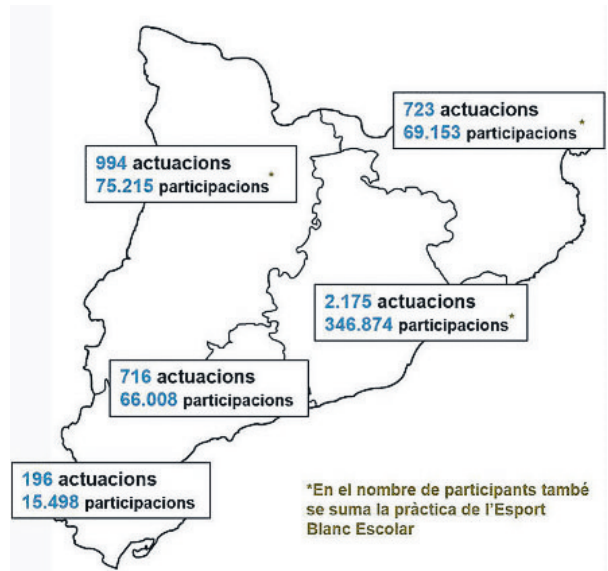 723 actuacions
69.153 participacions*
994 actuacions
75.215 participacions*
2.175 actuacions
346.874 participacions*
716 actuacions
66.008 participacions
196 actuacions
15.498 participacions
*En el nombre de participants també
se suma la pràctica de l'Esport
Blanc Escolar